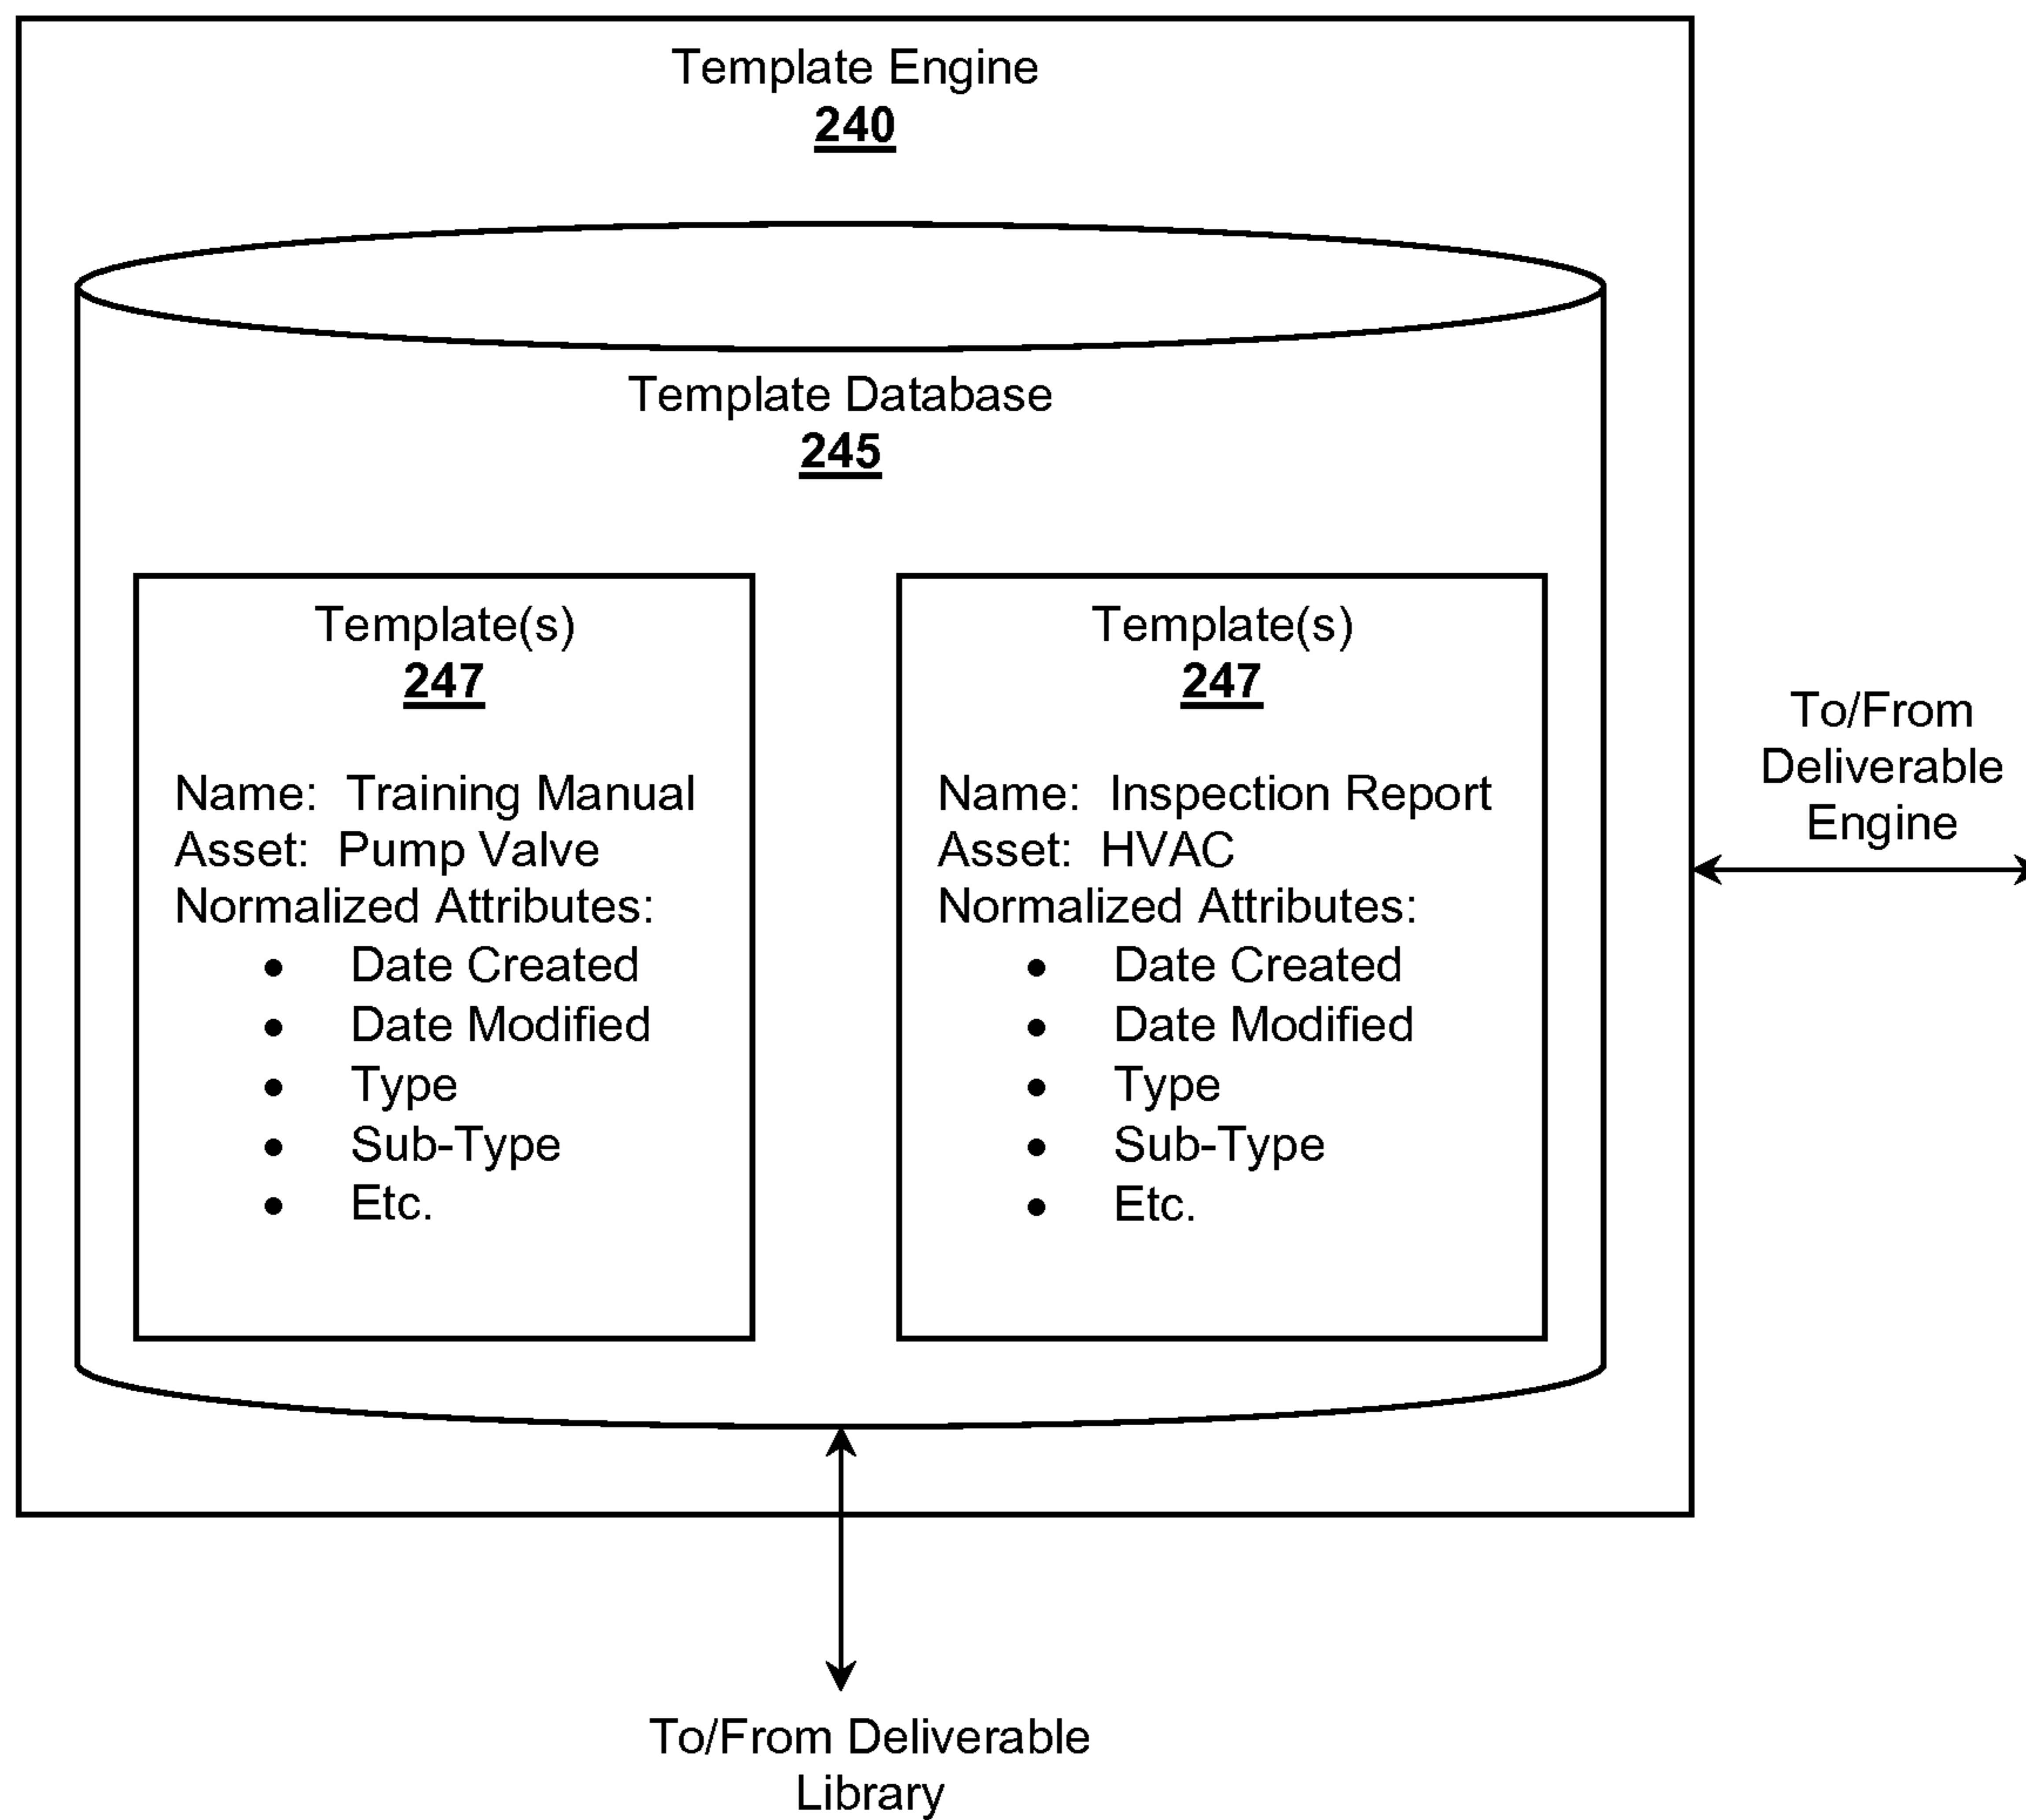 Template Engine
240
Template Database
245
Template(s)
247
Name: Training Manual
Asset: Pump Valve
Normalized Attributes:
• Date Created
• Date Modified
• Type
• Sub-Type
• Etc.
Template(s)
247
Name: Inspection Report
Asset: HVAC
Normalized Attributes:
• Date Created
• Date Modified
• Type
• Sub-Type
• Etc.
To/From
Deliverable
Engine
To/From Deliverable
Library